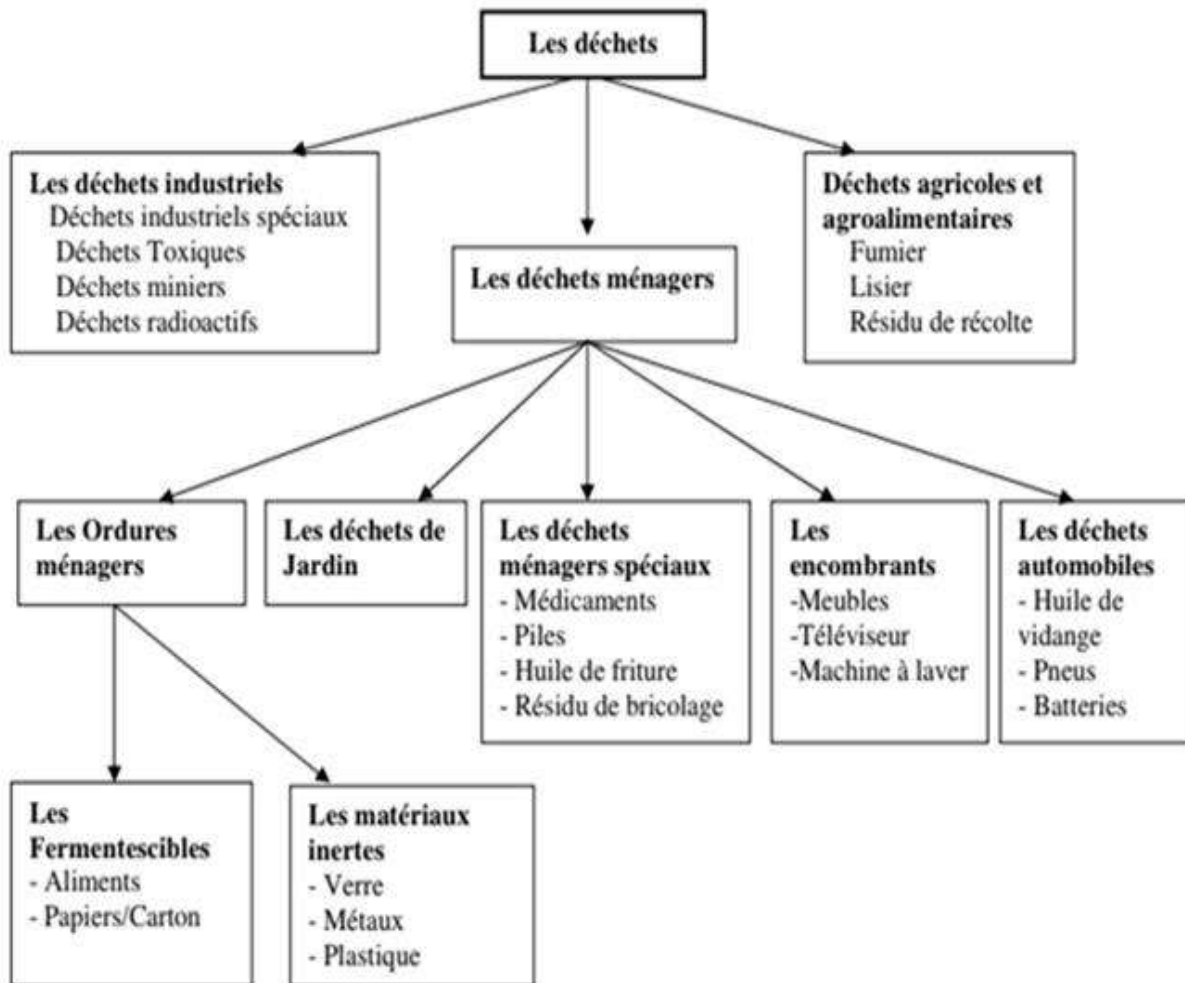 Les déchets
Les déchets industriels
Déchets industriels spéciaux
Déchets Toxiques
Déchets miniers
Déchets radioactifs
Les déchets ménagers
Déchets agricoles et
agroalimentaires
Fumier
Lisier
Résidu de récolte
Les Ordures
ménagers
Les déchets de
Jardin
Les déchets
ménagers spéciaux
- Médicaments
- Piles
- Huile de friture
- Résidu de bricolage
Les
encombrants
-Meubles
-Téléviseur
-Machine à laver
Les déchets
automobiles
- Huile de
vidange
- Pneus
- Batteries
Les
Fermentescibles
- Aliments
- Papiers/Carton
Les matériaux
inertes
- Verre
- Métaux
- Plastique